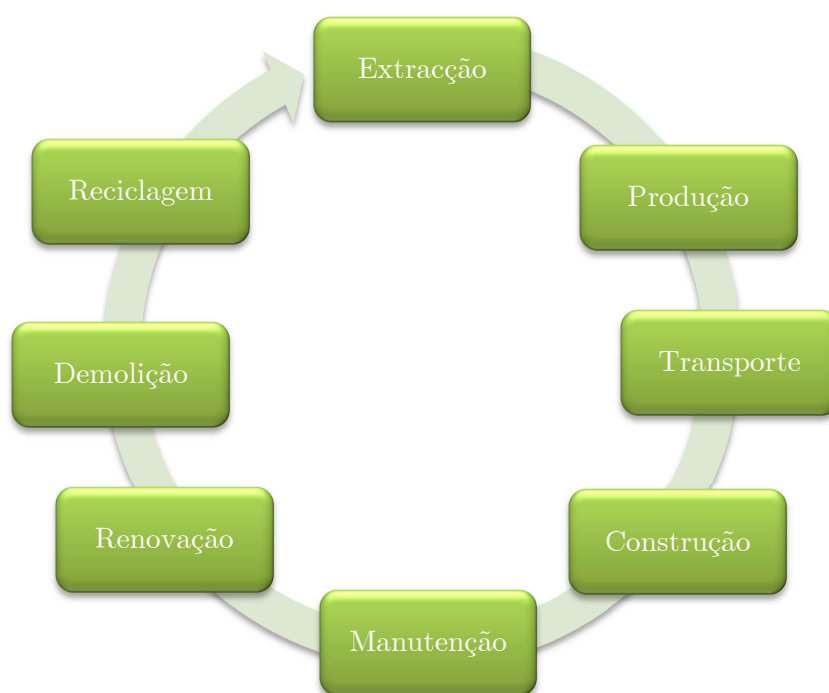 Extracção
Produção
Transporte
Construção
Manutenção
Renovação
Demolição
Reciclagem